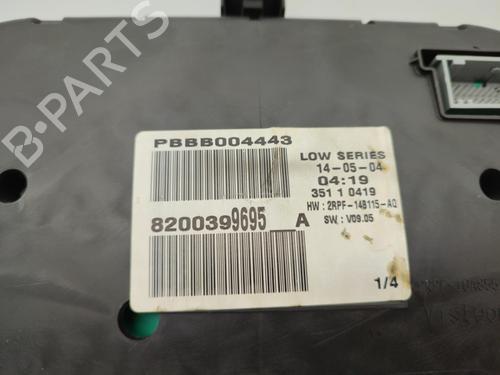 PBBB004443
LOW SERIES
14-05-04
04:19
351 1 0419
HW : 2RPF-14B115-AQ
SW : V09.05
8200399695__A
1/4
B-PARTS